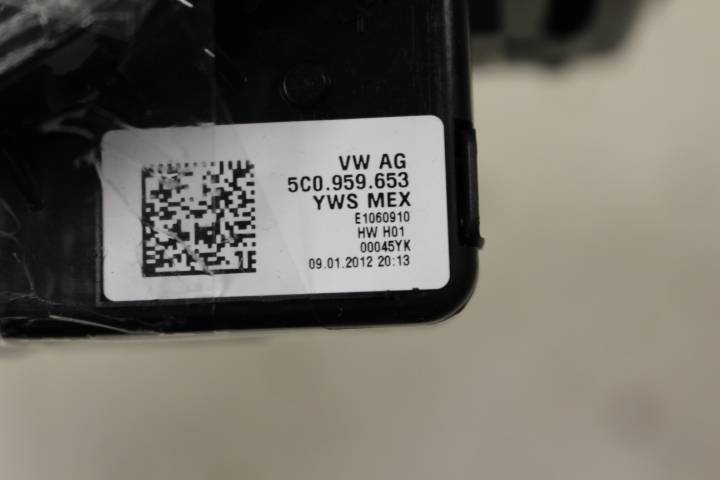 VW AG
5C0.959.653
YWS MEX
E1060910
HW H01
00045YK
09.01.2012 20:13